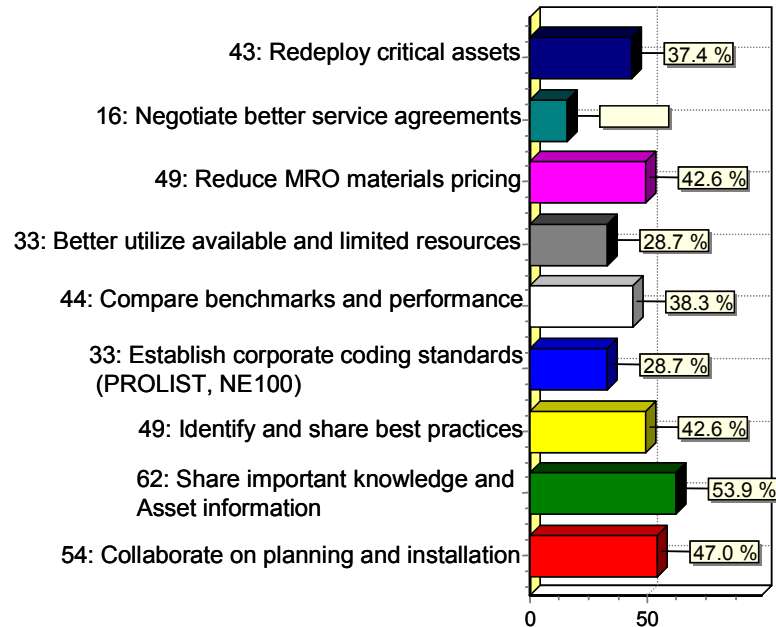 43: Redeploy critical assets
37.4 %
16: Negotiate better service agreements
49: Reduce MRO materials pricing
42.6 %
33: Better utilize available and limited resources
28.7 %
44: Compare benchmarks and performance
38.3 %
33: Establish corporate coding standards
(PROLIST, NE100)
28.7 %
49: Identify and share best practices
42.6 %
62: Share important knowledge and
Asset information
53.9 %
54: Collaborate on planning and installation
47.0 %
0 50